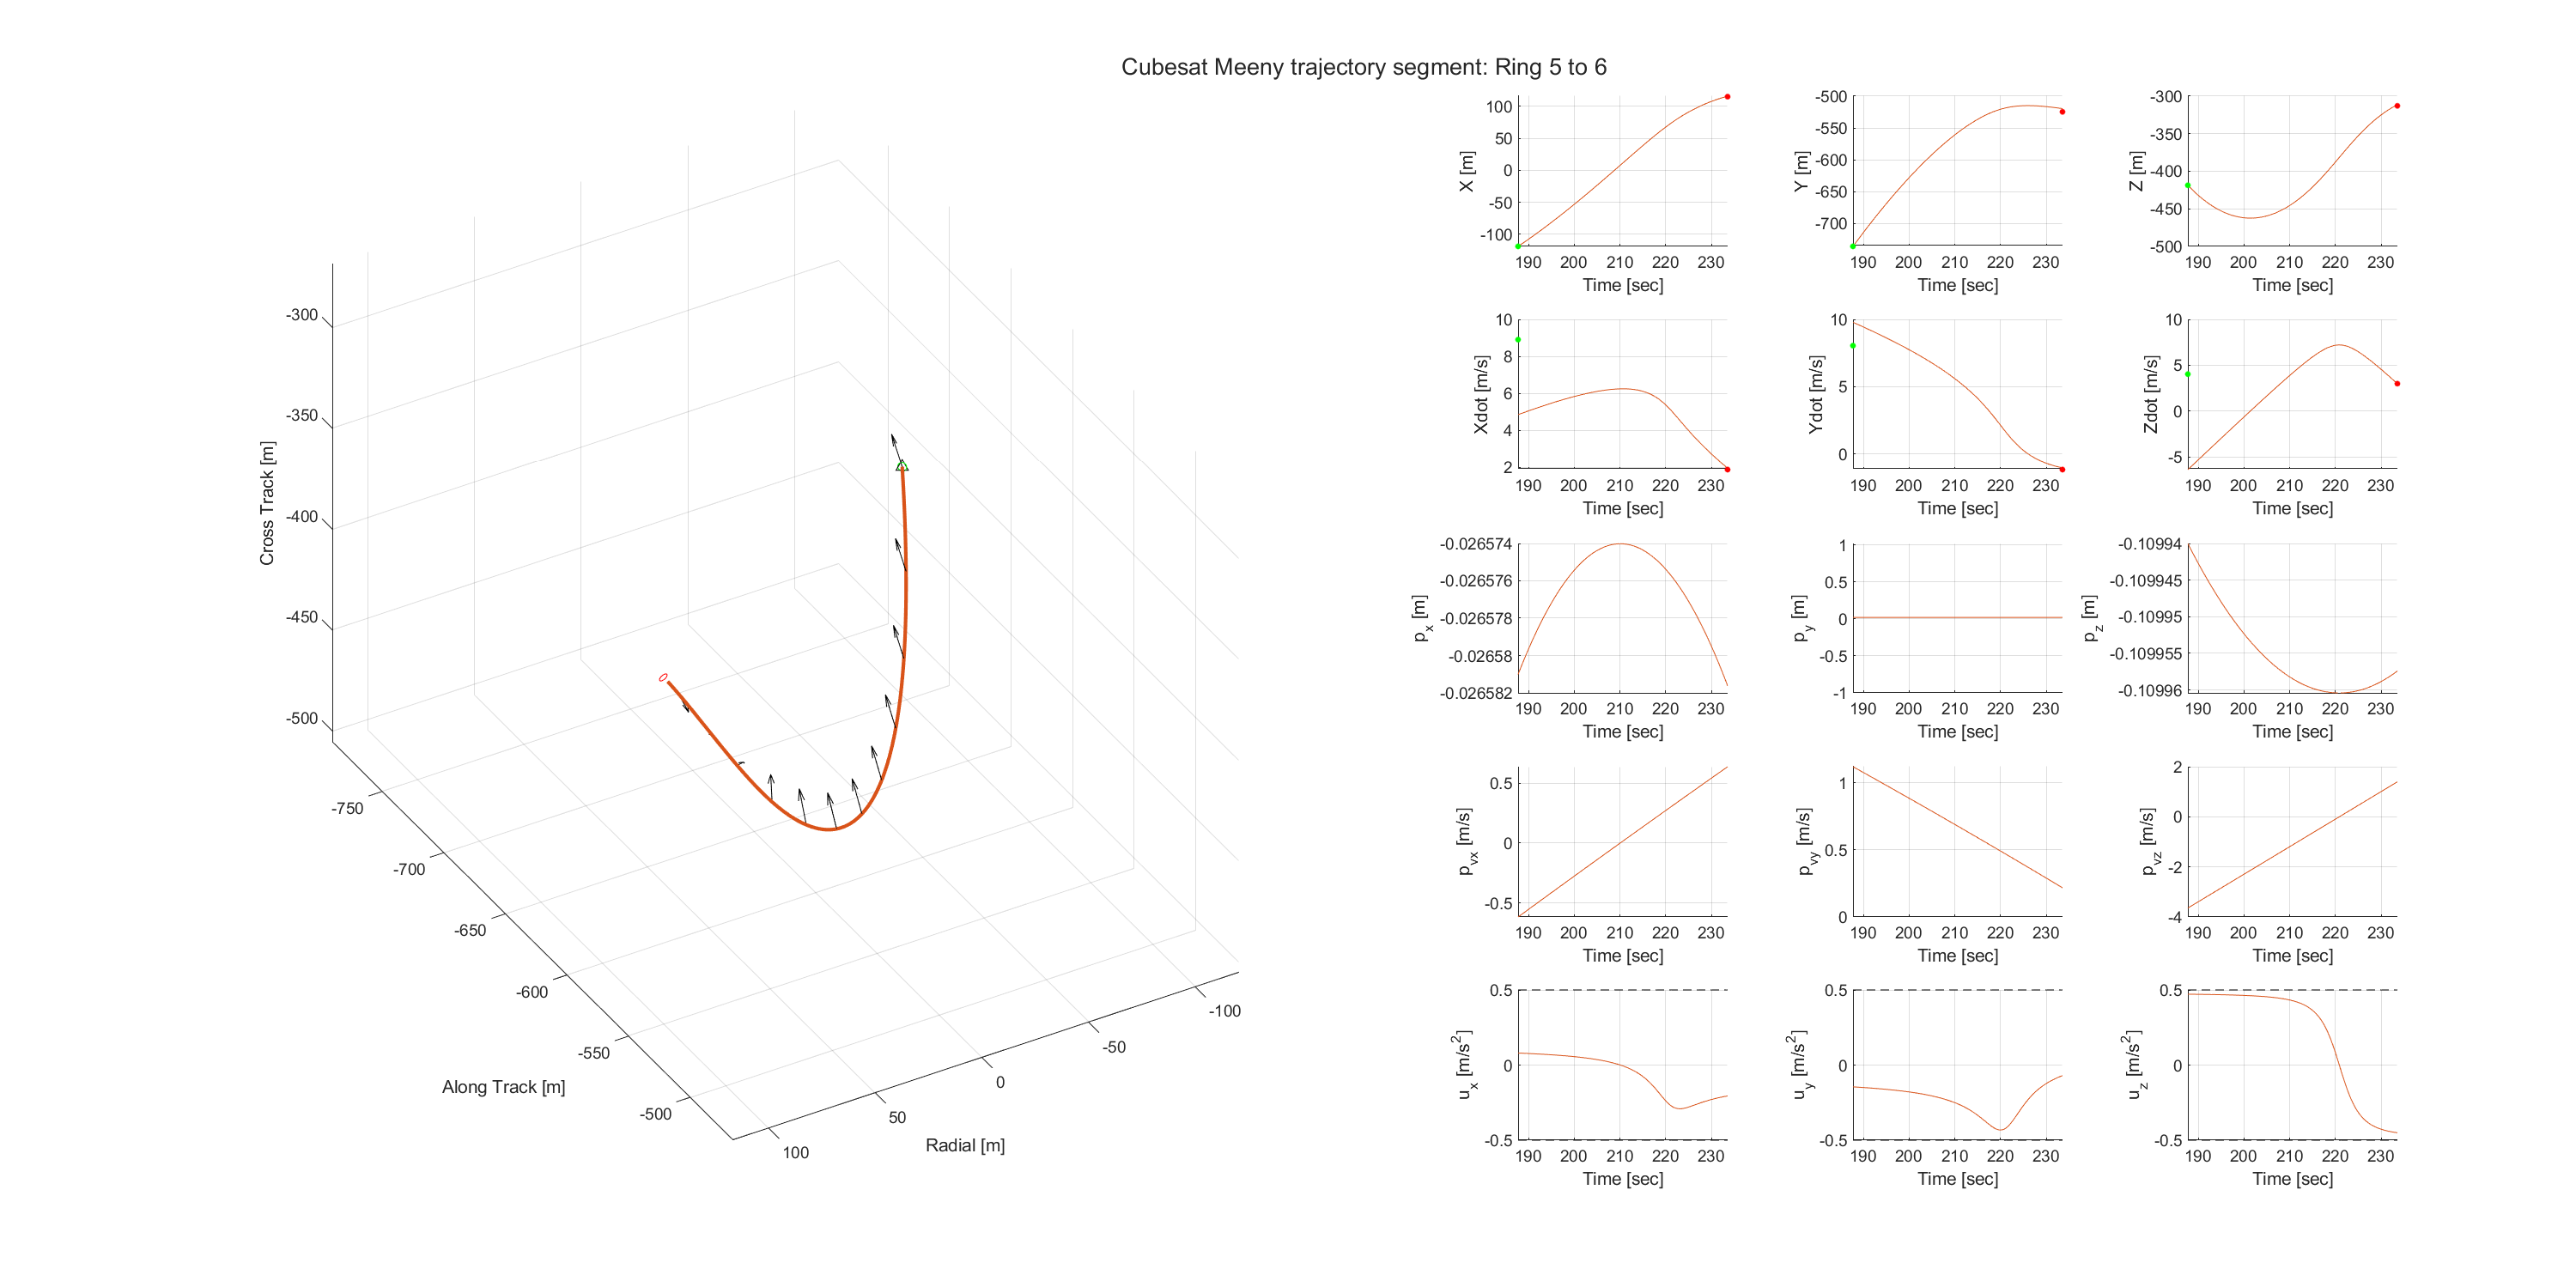 Cubesat Meeny trajectory segment: Ring 5 to 6
-300
-350
-400
-450
-500
Cross Track [m]
-750
-700
-650
-600
-550
-500
Along Track [m]
100
50
0
-50
-100
Radial [m]
100
50
0
-50
-100
X [m]
190 200 210 220 230
Time [sec]
-500
-550
-600
-650
-700
Y [m]
190 200 210 220 230
Time [sec]
-300
-350
-400
-450
-500
Z [m]
190 200 210 220 230
Time [sec]
10
8
6
4
2
Xdot [m/s]
190 200 210 220 230
Time [sec]
10
5
0
Ydot [m/s]
190 200 210 220 230
Time [sec]
10
5
0
-5
Zdot [m/s]
190 200 210 220 230
Time [sec]
-0.026574
-0.026576
-0.026578
-0.02658
-0.026582
p_x [m]
190 200 210 220 230
Time [sec]
1
0.5
0
-0.5
-1
p_y [m]
190 200 210 220 230
Time [sec]
-0.10994
-0.109945
-0.10995
-0.109955
-0.10996
p_z [m]
190 200 210 220 230
Time [sec]
0.5
0
-0.5
p_vx [m/s]
190 200 210 220 230
Time [sec]
1
0.5
0
p_vy [m/s]
190 200 210 220 230
Time [sec]
2
0
-2
-4
p_vz [m/s]
190 200 210 220 230
Time [sec]
0.5
0
-0.5
u_x [m/s²]
190 200 210 220 230
Time [sec]
0.5
0
-0.5
u_y [m/s²]
190 200 210 220 230
Time [sec]
0.5
0
-0.5
u_z [m/s²]
190 200 210 220 230
Time [sec]